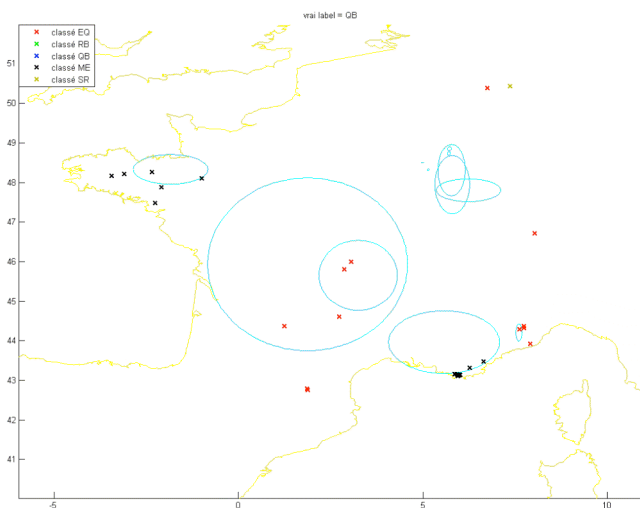 vrai label = QB
classé EQ
classé RB
classé QB
classé ME
classé SR
51
50
49
48
47
46
45
44
43
42
41
-5
0
5
10